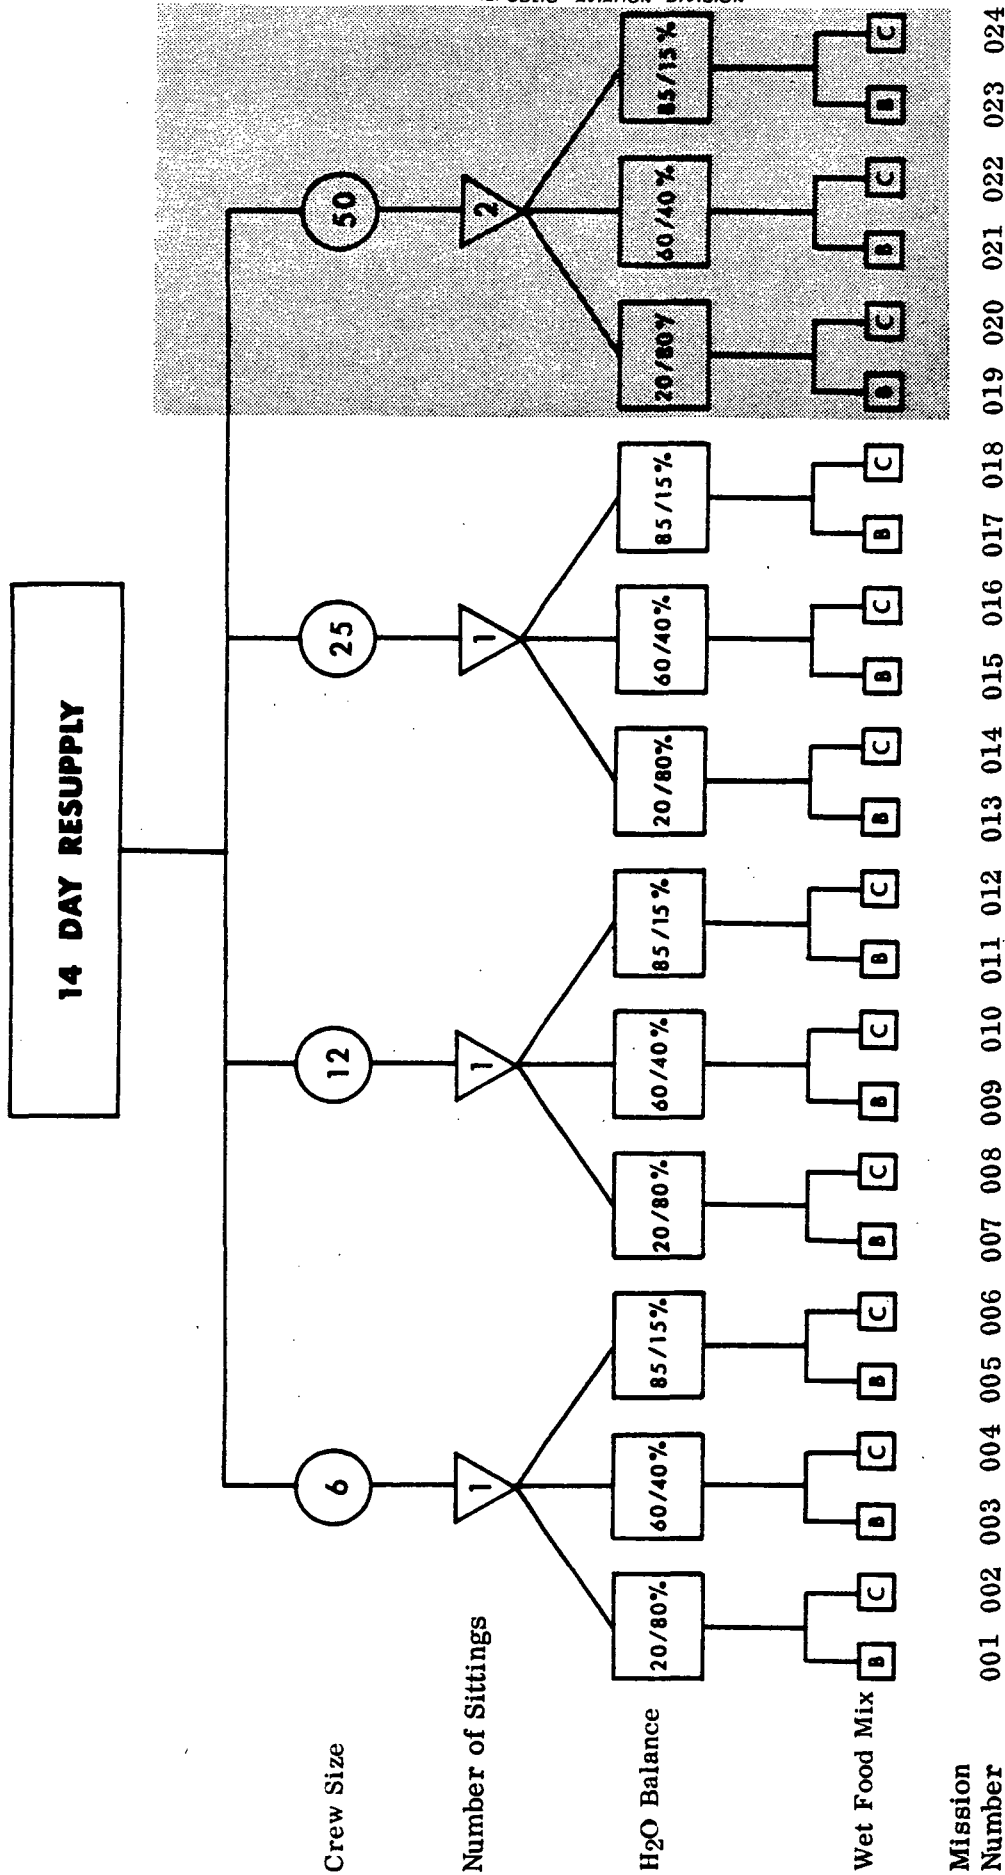 14 DAY RESUPPLY
Crew Size
6 12 25 50
Number of Sittings
1 1 1 2
H2O Balance
20/80% 60/40% 85/15% 20/80% 60/40% 85/15% 20/80% 60/40% 85/15% 20/80% 60/40% 85/15%
Wet Food Mix
B C B C B C B C B C B C B C B C B C B C B C B C
Mission
Number
001 002 003 004 005 006 007 008 009 010 011 012 013 014 015 016 017 018 019 020 021 022 023 024
DIVISION